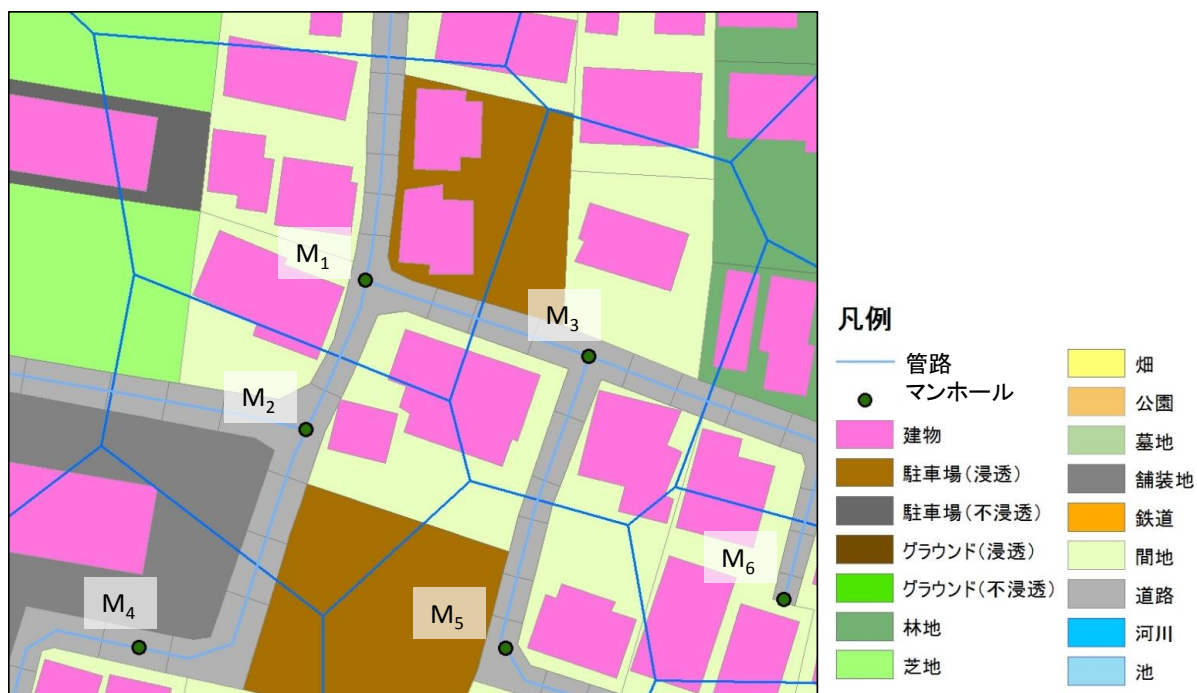 M1
M3
M2
M4
M5
M6
凡例
管路
マンホール
建物
駐車場(浸透)
駐車場(不浸透)
グラウンド(浸透)
グラウンド(不浸透)
林地
芝地
畑
公園
墓地
舗装地
鉄道
間地
道路
河川
池